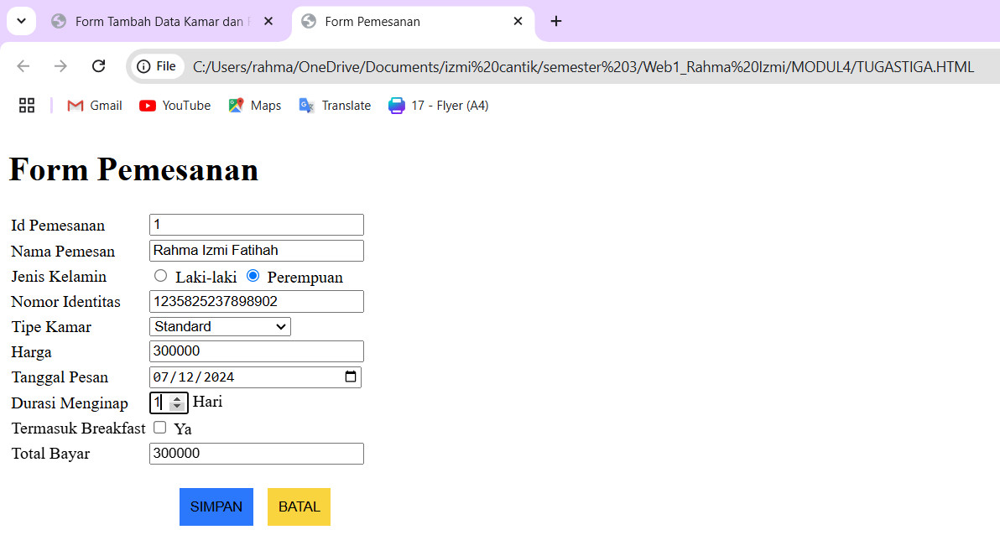 Form Tambah Data Kamar dan
Form Pemesanan
File
C:/Users/rahma/OneDrive/Documents/izmi%20cantik/semester%203/Web1_Rahma%20Izmi/MODUL4/TUGASTIGA.HTML
Gmail YouTube Maps Translate 17 - Flyer (A4)
Form Pemesanan
Id Pemesanan 1
Nama Pemesan Rahma Izmi Fatihah
Jenis Kelamin Laki-laki Perempuan
Nomor Identitas 1235825237898902
Tipe Kamar Standard
Harga 300000
Tanggal Pesan 07/12/2024
Durasi Menginap 1 Hari
Termasuk Breakfast Ya
Total Bayar 300000
SIMPAN BATAL